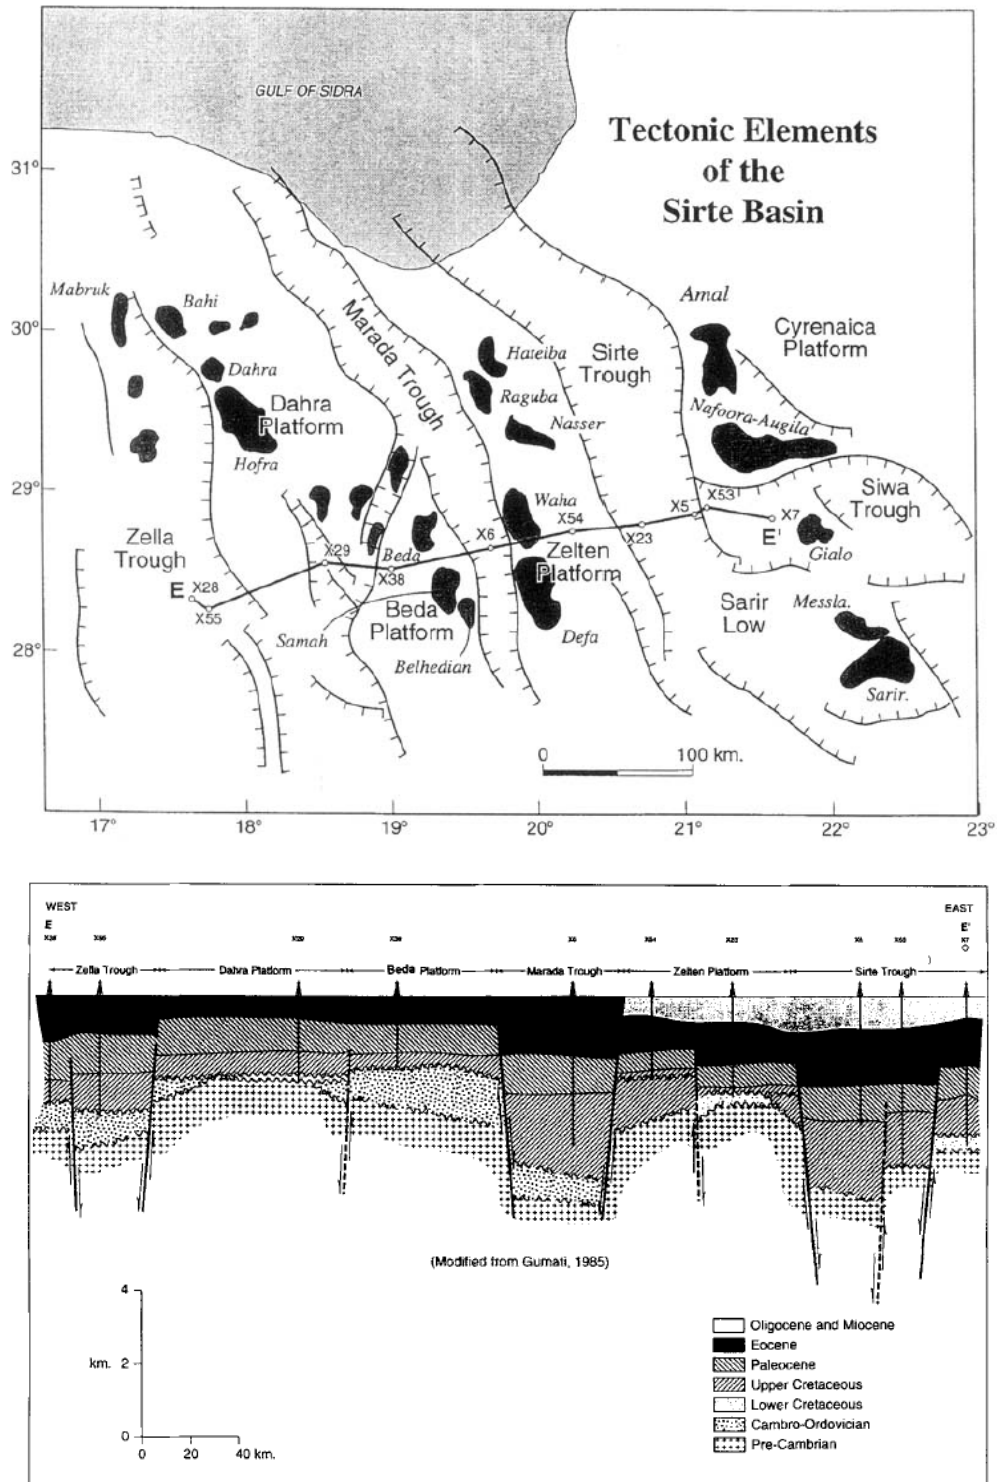 GULF OF SIDRA
Tectonic Elements
of the
Sirte Basin
31°
30°
29°
28°
Mabruk
Bahi
Dahra
Dahra
Platform
Hofra
Marada Trough
Hateiba
Raguba
Nasser
Sirte
Trough
Amal
Cyrenaica
Platform
Nafoora-Augila
Siwa
Trough
Waha
X54
X5
X53
X7
E'
Gialo
Zella
Trough
X29
Beda
X38
X6
X23
Zelten
Platform
E
X28
X55
Samah
Beda
Platform
Belhedian
Defa
Sarir
Low
Messla.
Sarir.
0
100 km.
17°
18°
19°
20°
21°
22°
23°
WEST
E
EAST
E'
X29
X6
X23
X7
Zella Trough
Dahra Platform
Beda Platform
Marada Trough
Zelten Platform
Sirte Trough
(Modified from Gumati, 1985)
4
km. 2
0
0
20
40 km.
Oligocene and Miocene
Eocene
Paleocene
Upper Cretaceous
Lower Cretaceous
Cambro-Ordovician
Pre-Cambrian